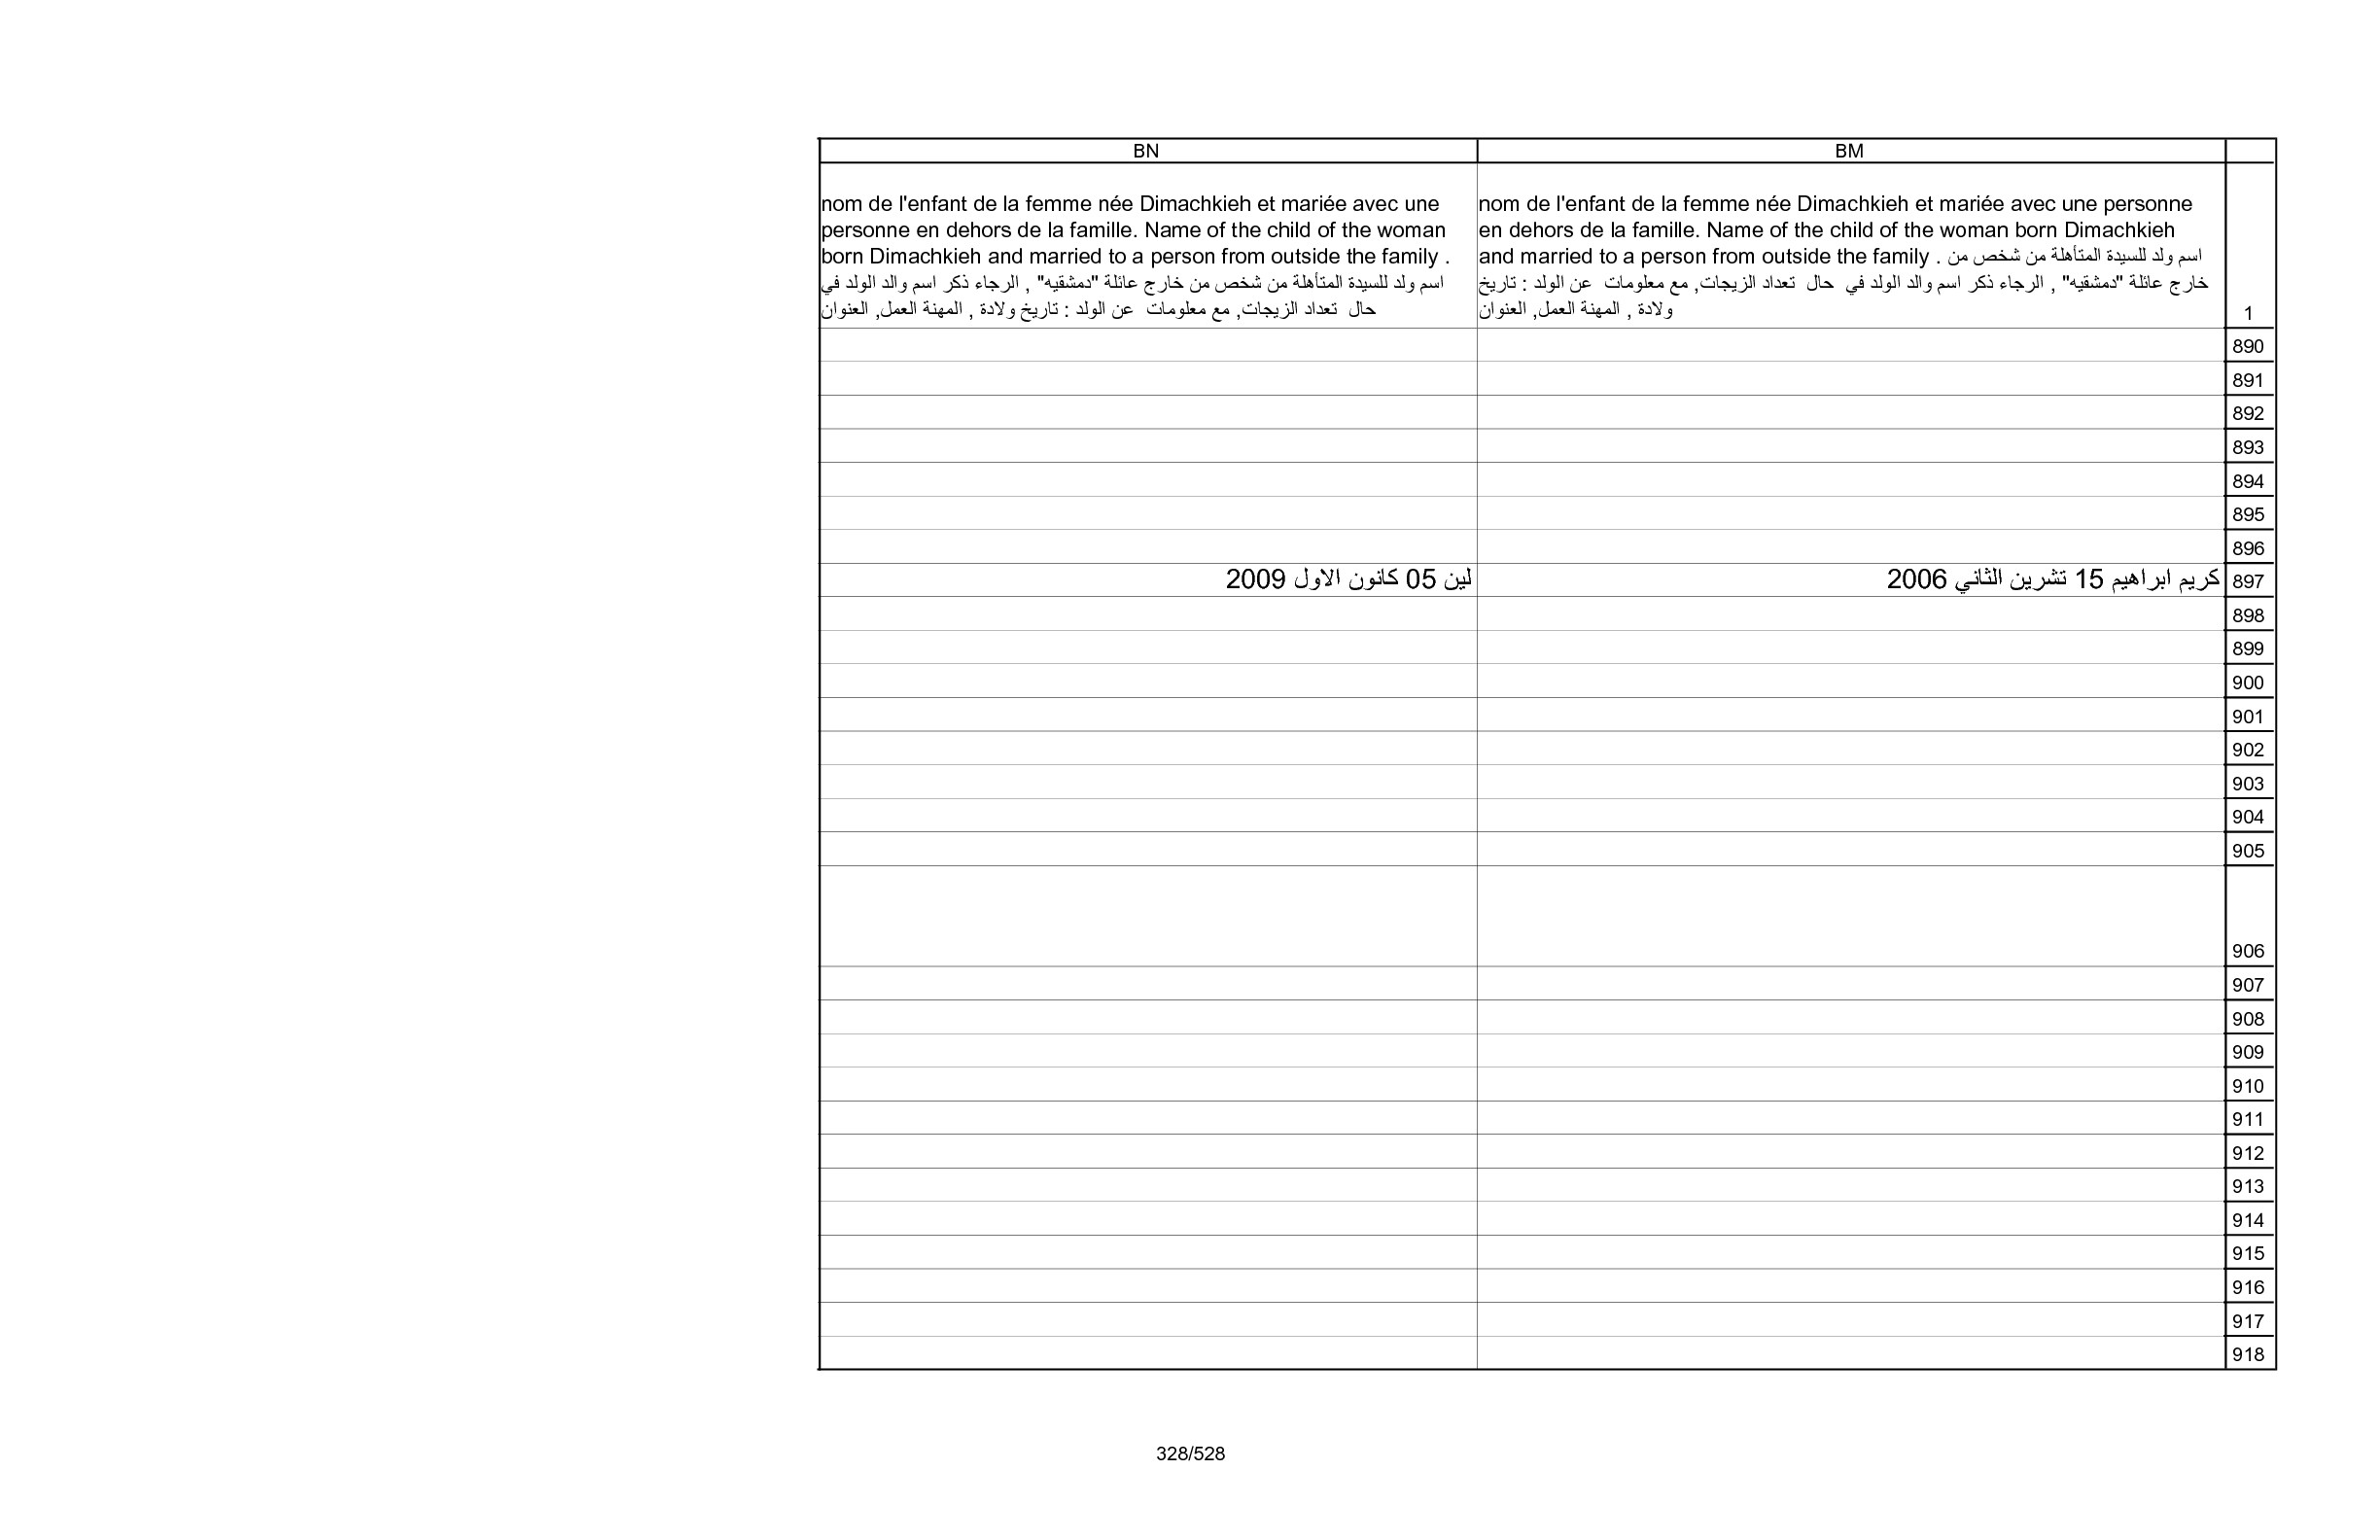 BN
BM
nom de l'enfant de la femme née Dimachkieh et mariée avec une
personne en dehors de la famille. Name of the child of the woman
born Dimachkieh and married to a person from outside the family .
اسم ولد للسيدة المتأهلة من شخص من خارج عائلة "دمشقيه" , الرجاء ذكر اسم والد الولد في
حال تعداد الزيجات, مع معلومات عن الولد : تاريخ ولادة , المهنة العمل, العنوان
nom de l'enfant de la femme née Dimachkieh et mariée avec une personne
en dehors de la famille. Name of the child of the woman born Dimachkieh
and married to a person from outside the family . اسم ولد للسيدة المتأهلة من شخص من
خارج عائلة "دمشقيه" , الرجاء ذكر اسم والد الولد في حال تعداد الزيجات, مع معلومات عن الولد : تاريخ
ولادة , المهنة العمل, العنوان
1
890
891
892
893
894
895
896
لين 05 كانون الاول 2009
كريم ابراهيم 15 تشرين الثاني 2006
897
898
899
900
901
902
903
904
905
906
907
908
909
910
911
912
913
914
915
916
917
918
328/528